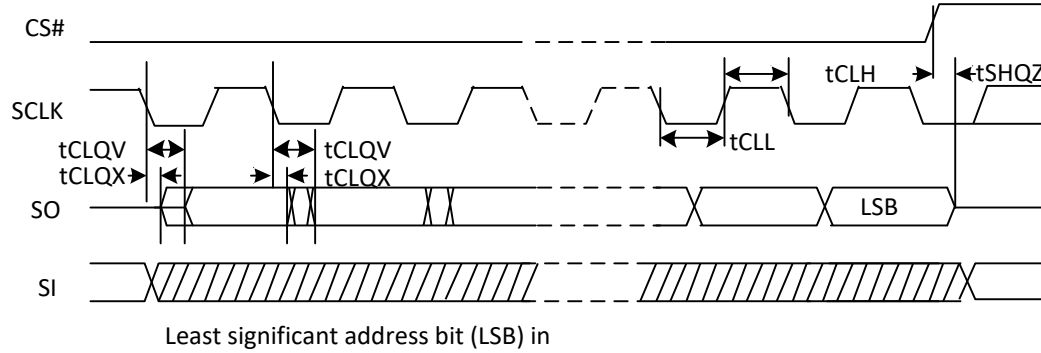 CS#
tCLH
tSHQZ
SCLK
tCLQV
tCLQV
tCLL
tCLQX
tCLQX
SO
LSB
SI
Least significant address bit (LSB) in